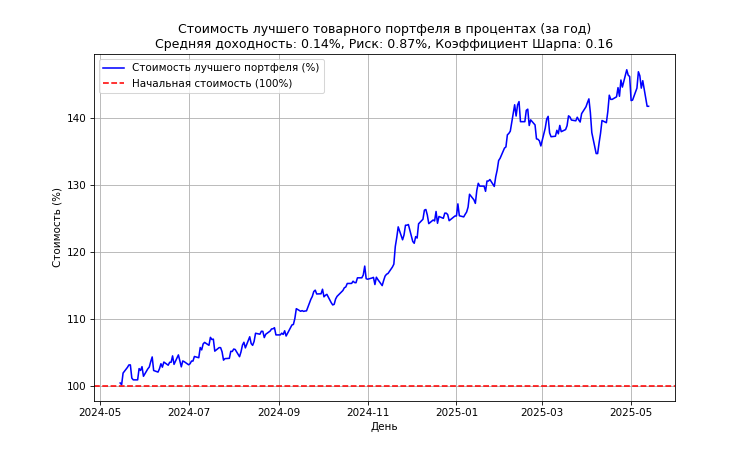 Стоимость лучшего товарного портфеля в процентах (за год)
Средняя доходность: 0.14%, Риск: 0.87%, Коэффициент Шарпа: 0.16
Стоимость лучшего портфеля (%)
Начальная стоимость (100%)
Стоимость (%)
140
130
120
110
100
2024-05
2024-07
2024-09
2024-11
2025-01
2025-03
2025-05
День